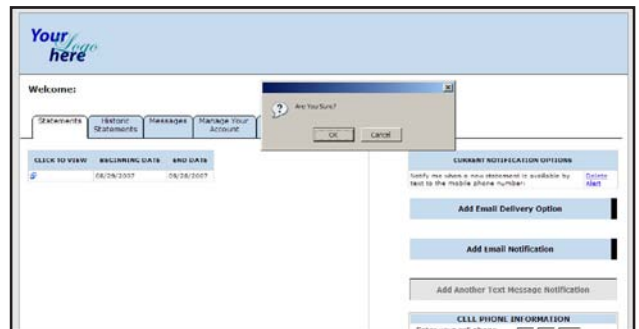 Your
Logo
here
Welcome:
Are You Sure?
OK
Cancel
Statements
Historic
Statements
Messages
Manage Your
Account
CLICK TO VIEW BEGINNING DATE END DATE
08/29/2007 09/28/2007
CURRENT NOTIFICATION OPTIONS
Notify me when a new statement is available by
text to the mobile phone number:
Delete
Alert
Add Email Delivery Option
Add Email Notification
Add Another Text Message Notification
CELL PHONE INFORMATION